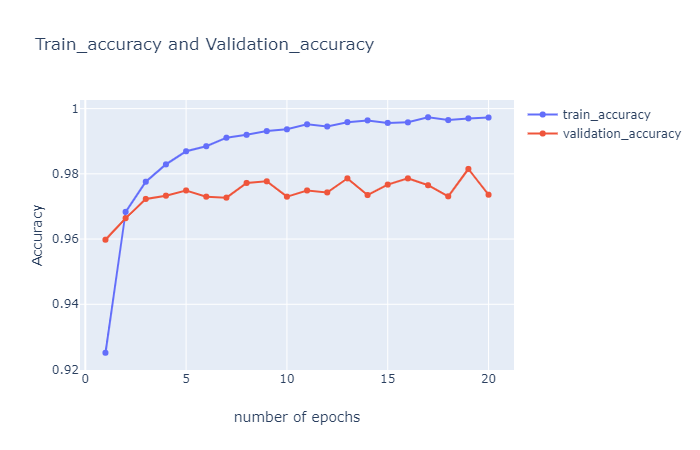 Train_accuracy and Validation_accuracy
train_accuracy
validation_accuracy
1
0.98
0.96
0.94
0.92
Accuracy
0 5 10 15 20
number of epochs